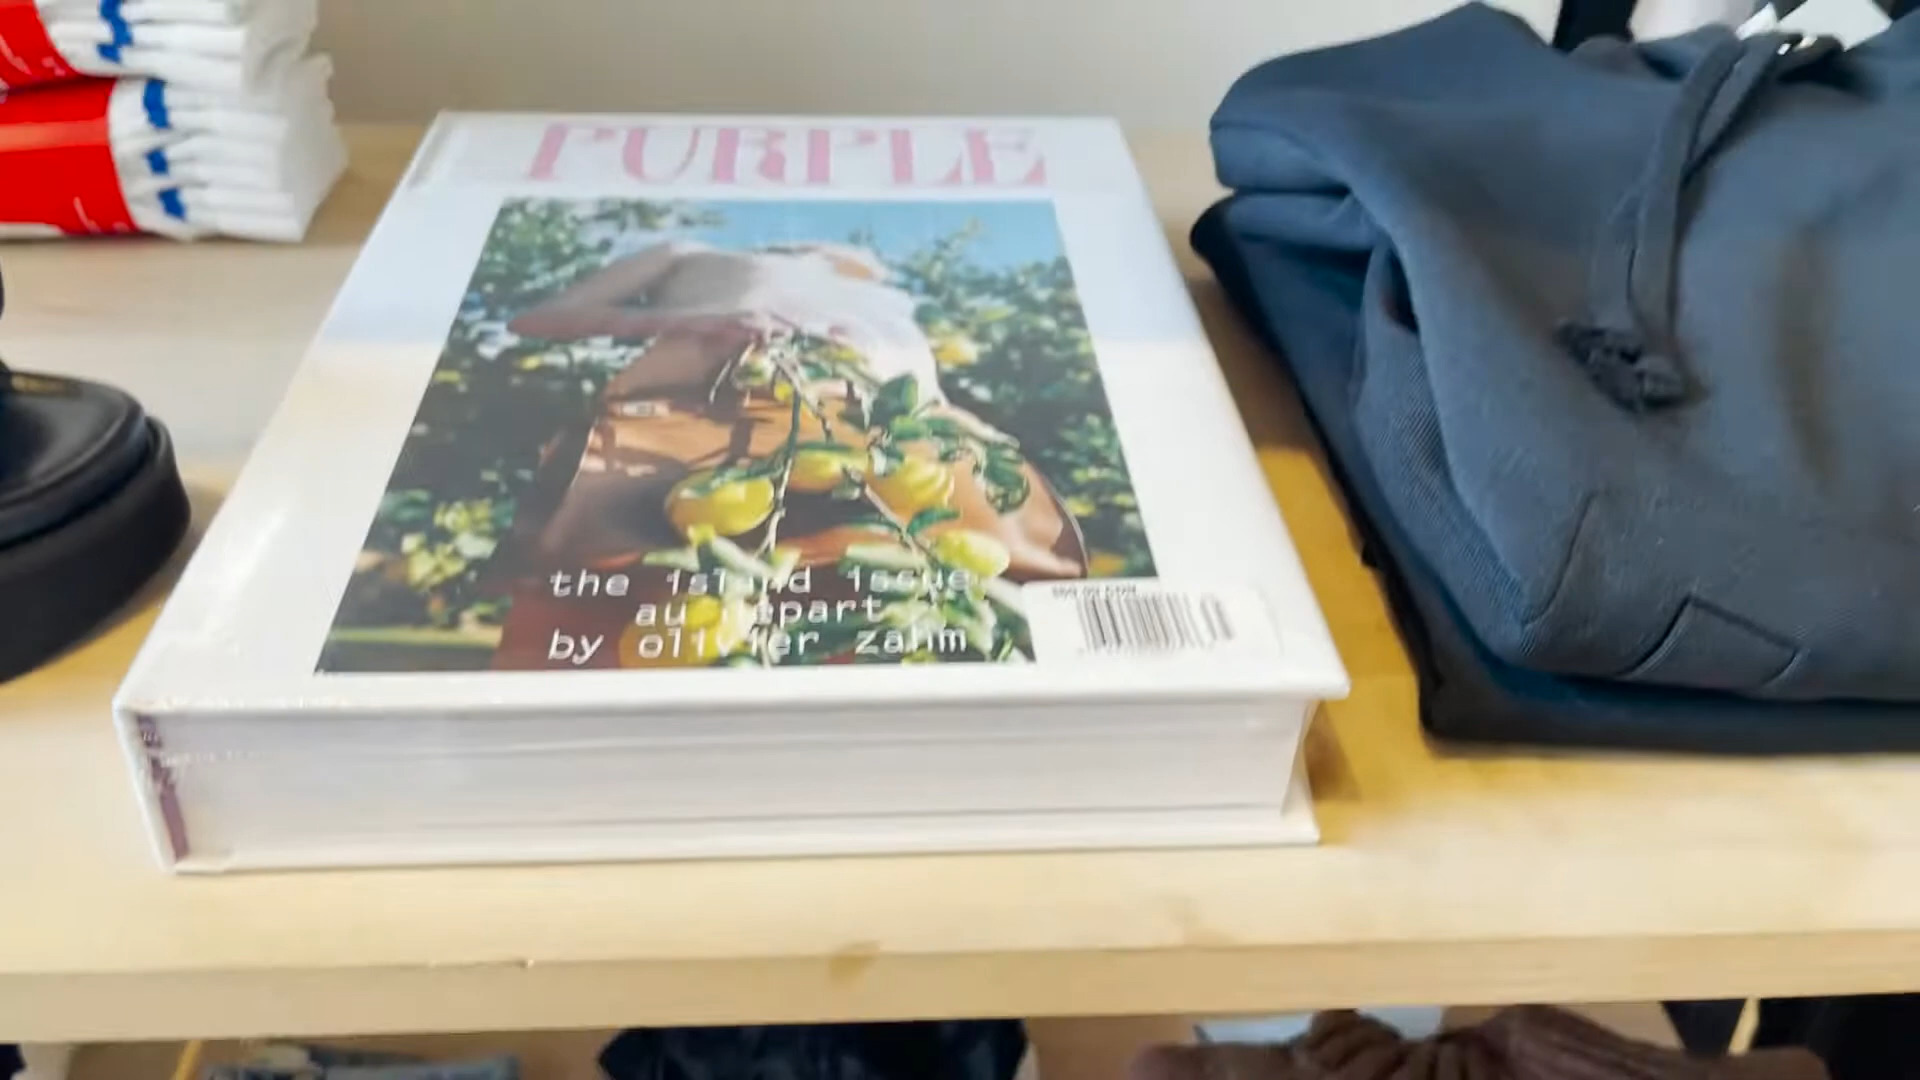 PURPLE
the island issue
au départ
by olivier zahm